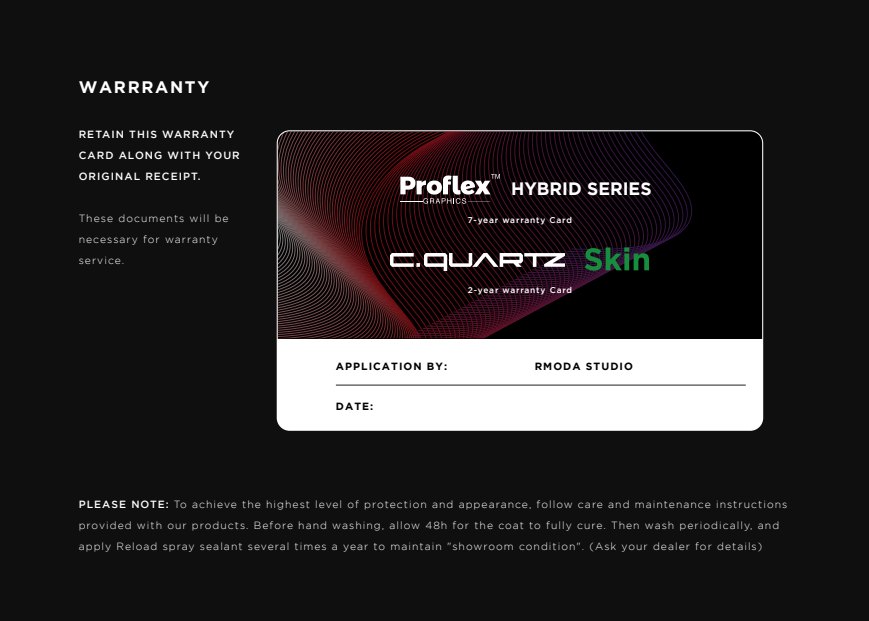 WARRRANTY
RETAIN THIS WARRANTY
CARD ALONG WITH YOUR
ORIGINAL RECEIPT.
These documents will be
necessary for warranty
service.
Proflex™ HYBRID SERIES
GRAPHICS
7-year warranty Card
C.QUARTZ Skin
2-year warranty Card
APPLICATION BY: RMODA STUDIO
DATE:
PLEASE NOTE: To achieve the highest level of protection and appearance, follow care and maintenance instructions
provided with our products. Before hand washing, allow 48h for the coat to fully cure. Then wash periodically, and
apply Reload spray sealant several times a year to maintain "showroom condition". (Ask your dealer for details)